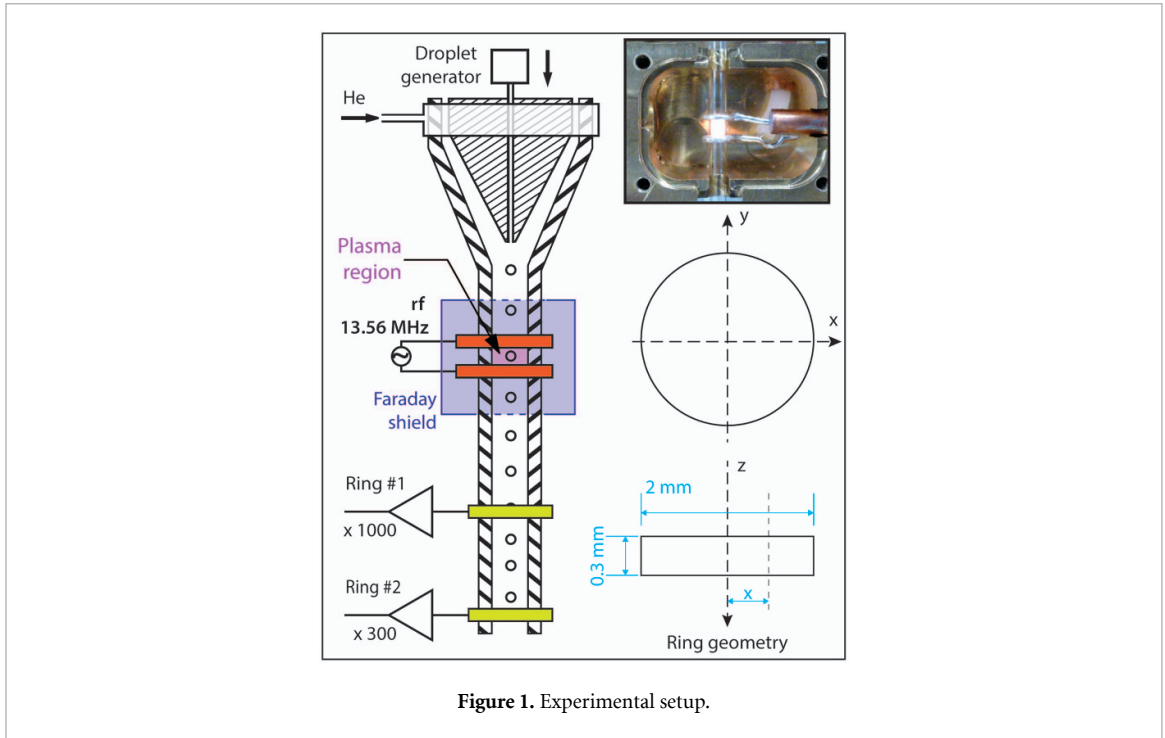 Droplet
generator
He
Plasma
region
rf
13.56 MHz
Faraday
shield
Ring #1
x 1000
Ring #2
x 300
y
x
z
2 mm
0.3 mm
x
Ring geometry
Figure 1. Experimental setup.